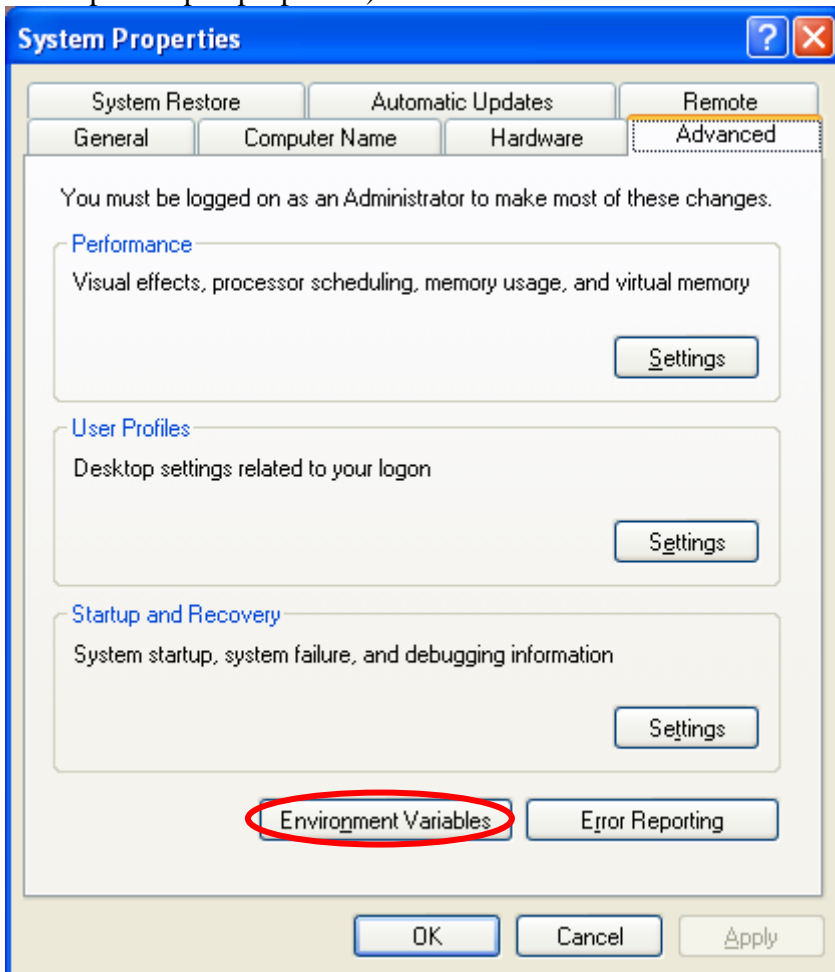 System Properties
System Restore Automatic Updates Remote
General Computer Name Hardware Advanced
You must be logged on as an Administrator to make most of these changes.
Performance
Visual effects, processor scheduling, memory usage, and virtual memory
Settings
User Profiles
Desktop settings related to your logon
Settings
Startup and Recovery
System startup, system failure, and debugging information
Settings
Environment Variables Error Reporting
OK Cancel Apply